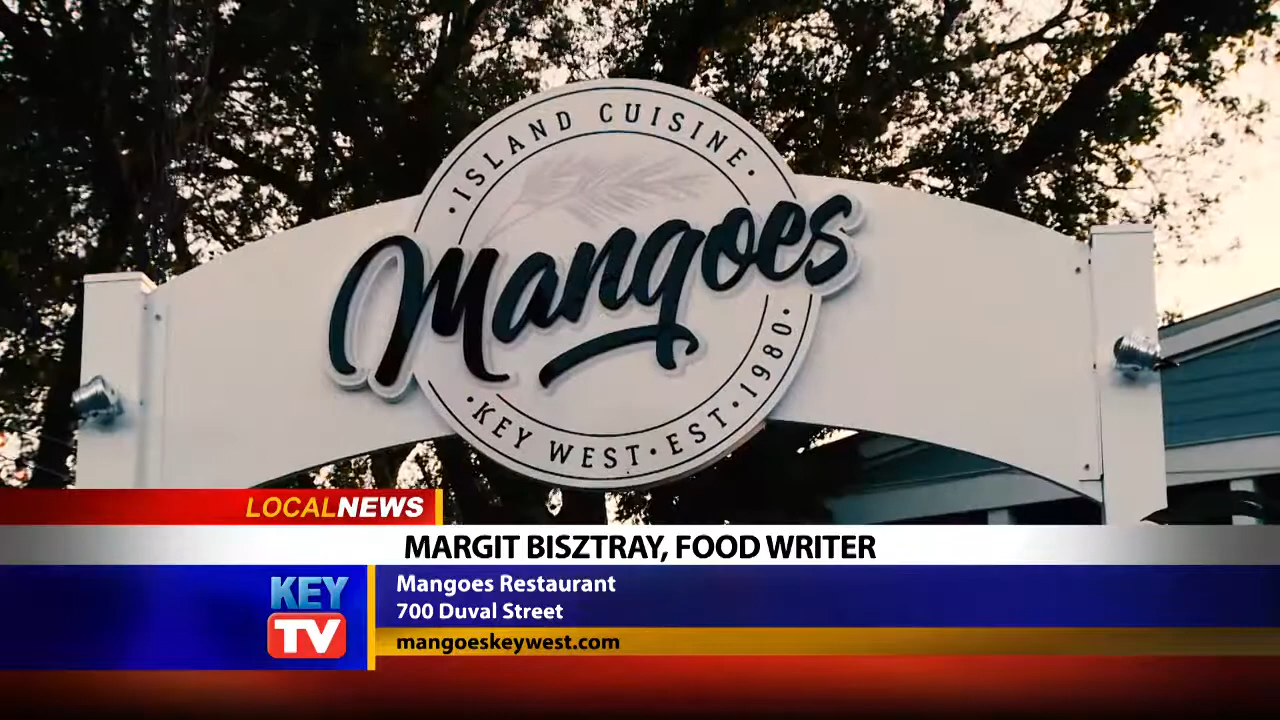 · ISLAND CUISINE ·
Mangoes
· KEY WEST · EST · 1980 ·
LOCALNEWS
MARGIT BISZTRAY, FOOD WRITER
KEY
TV
Mangoes Restaurant
700 Duval Street
mangoeskeywest.com